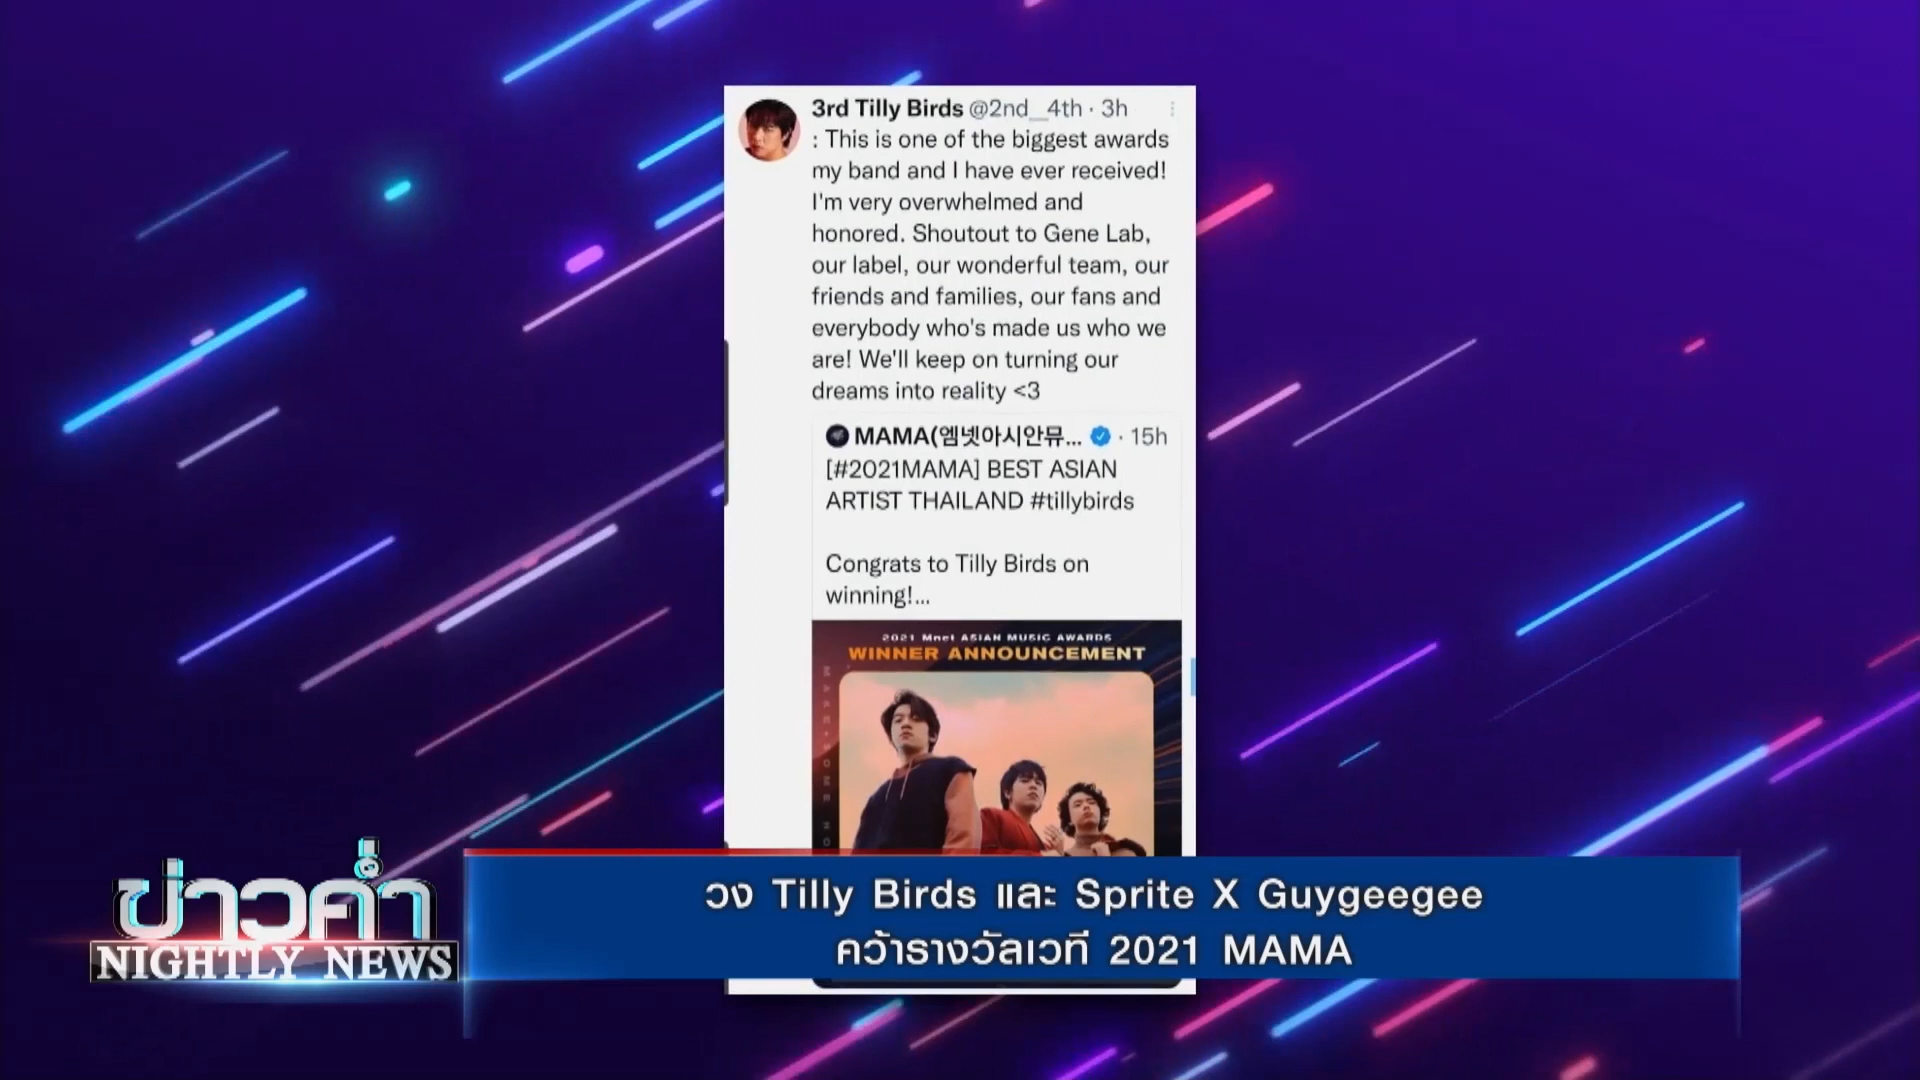 3rd Tilly Birds @2nd__4th · 3h
: This is one of the biggest awards
my band and I have ever received!
I'm very overwhelmed and
honored. Shoutout to Gene Lab,
our label, our wonderful team, our
friends and families, our fans and
everybody who's made us who we
are! We'll keep on turning our
dreams into reality <3
MAMA(엠넷아시안뮤... · 15h
[#2021MAMA] BEST ASIAN
ARTIST THAILAND #tillybirds
Congrats to Tilly Birds on
winning!...
2021 Mnet ASIAN MUSIC AWARDS
WINNER ANNOUNCEMENT
ข่าวค่ำ
NIGHTLY NEWS
วง Tilly Birds และ Sprite X Guygeegee
คว้ารางวัลเวที 2021 MAMA